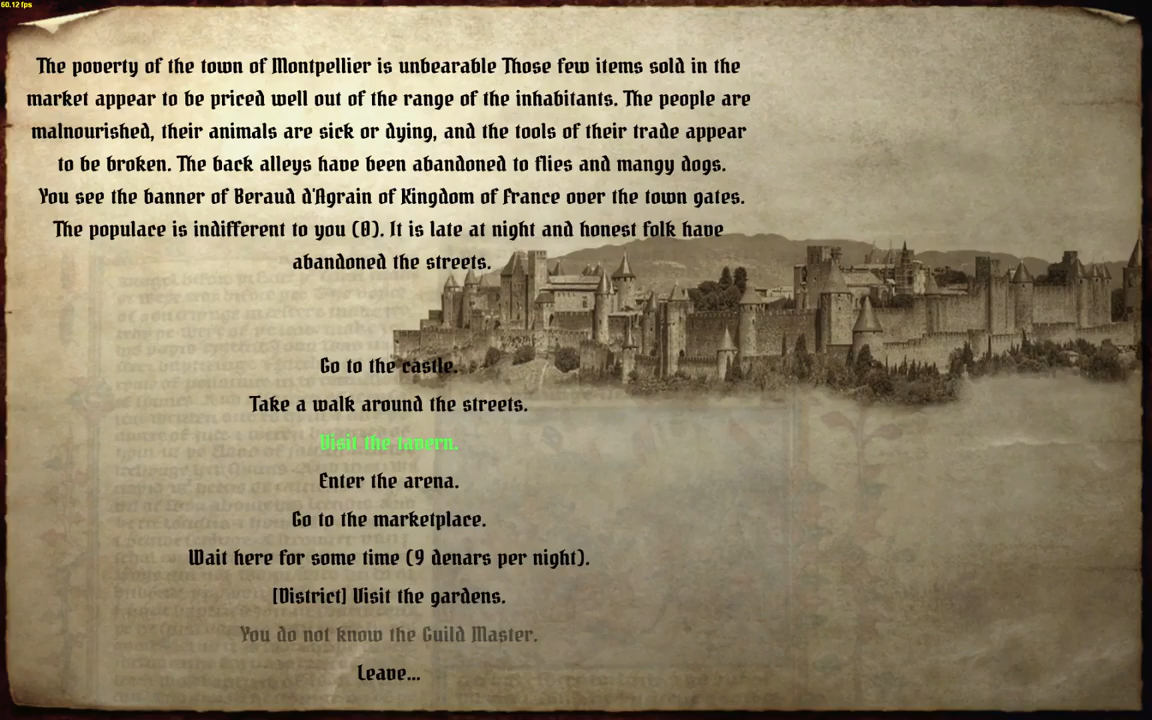 60.12 fps
The poverty of the town of Montpellier is unbearable Those few items sold in the
market appear to be priced well out of the range of the inhabitants. The people are
malnourished, their animals are sick or dying, and the tools of their trade appear
to be broken. The back alleys have been abandoned to flies and mangy dogs.
You see the banner of Beraud d'Agrain of Kingdom of France over the town gates.
The populace is indifferent to you (0). It is late at night and honest folk have
abandoned the streets.
Go to the castle.
Take a walk around the streets.
Visit the tavern.
Enter the arena.
Go to the marketplace.
Wait here for some time (9 denars per night).
[District] Visit the gardens.
You do not know the Guild Master.
Leave...